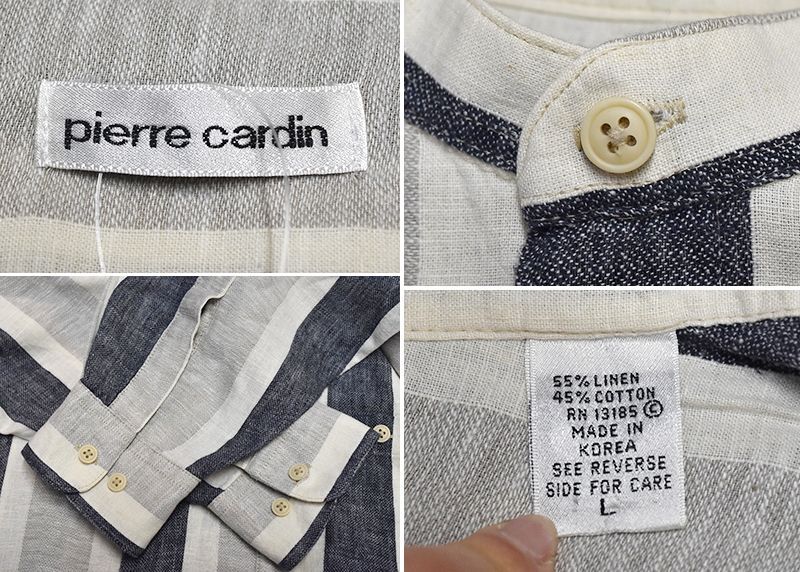 pierre cardin
55% LINEN
45% COTTON
RN 13185 ©
MADE IN
KOREA
SEE REVERSE
SIDE FOR CARE
L